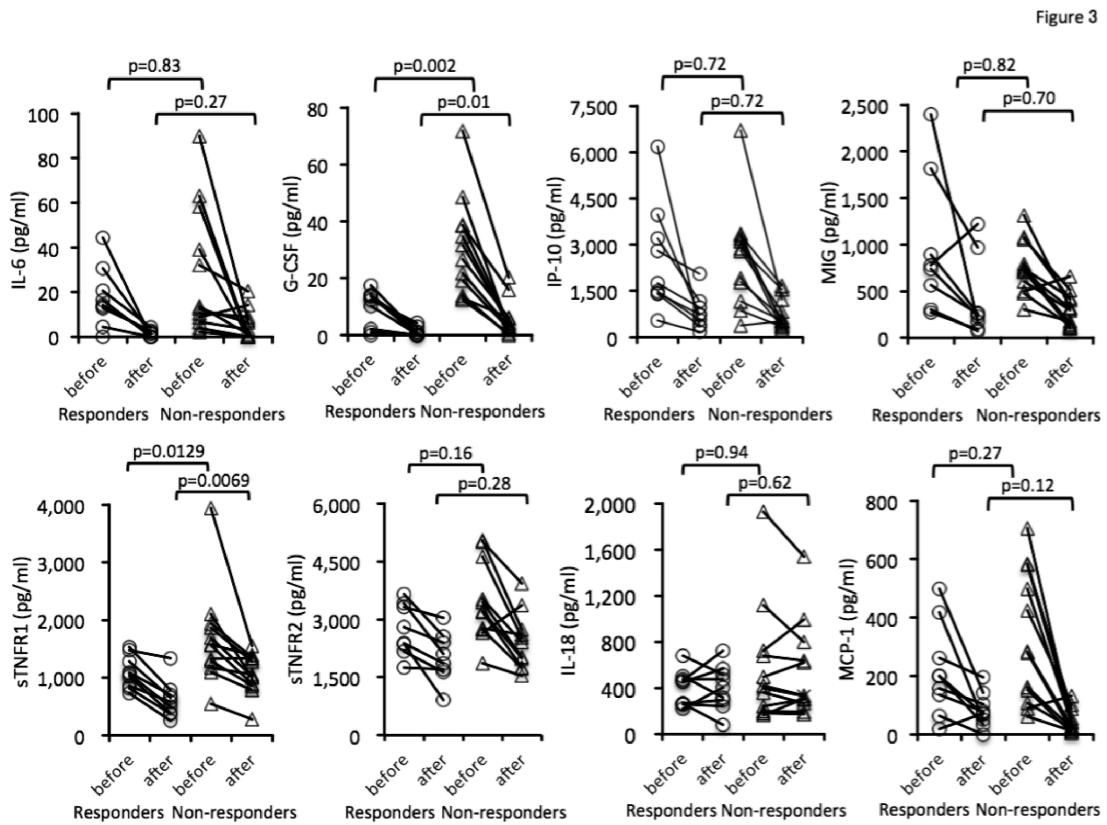 Figure 3
p=0.83
p=0.27
IL-6 (pg/ml)
100
80
60
40
20
0
before
after
before
after
Responders Non-responders
p=0.002
p=0.01
G-CSF (pg/ml)
80
60
40
20
0
before
after
before
after
Responders Non-responders
p=0.72
p=0.72
IP-10 (pg/ml)
7,500
6,000
4,500
3,000
1,500
0
before
after
before
after
Responders Non-responders
p=0.82
p=0.70
MIG (pg/ml)
2,500
2,000
1,500
1,000
500
0
before
after
before
after
Responders Non-responders
p=0.0129
p=0.0069
sTNFR1 (pg/ml)
4,000
3,000
2,000
1,000
0
before
after
before
after
Responders Non-responders
p=0.16
p=0.28
sTNFR2 (pg/ml)
6,000
4,500
3,000
1,500
0
before
after
before
after
Responders Non-responders
p=0.94
p=0.62
IL-18 (pg/ml)
2,000
1,600
1,200
800
400
0
before
after
before
after
Responders Non-responders
p=0.27
p=0.12
MCP-1 (pg/ml)
800
600
400
200
0
before
after
before
after
Responders Non-responders